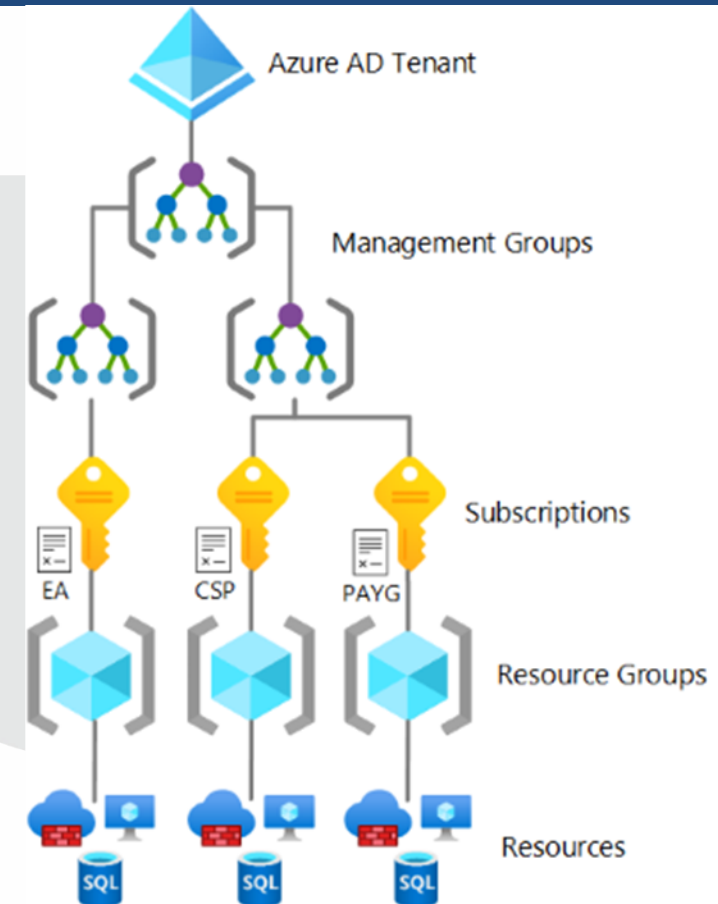 Azure AD Tenant
Management Groups
Subscriptions
EA
CSP
PAYG
Resource Groups
Resources
SQL
SQL
SQL